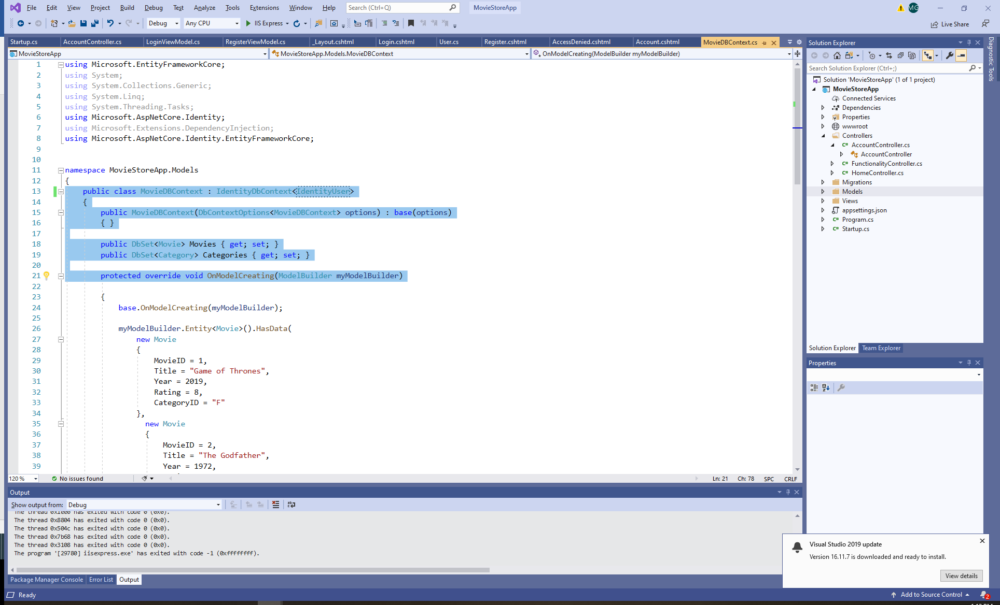 File Edit View Project Build Debug Test Analyze Tools Extensions Window Help Search (Ctrl+Q) MovieStoreApp MG
Debug Any CPU IIS Express Live Share
Startup.cs AccountController.cs LoginViewModel.cs RegisterViewModel.cs _Layout.cshtml Login.cshtml User.cs Register.cshtml AccessDenied.cshtml Account.cshtml MovieDBContext.cs
MovieStoreApp MovieStoreApp.Models.MovieDBContext OnModelCreating(ModelBuilder myModelBuilder)
1 using Microsoft.EntityFrameworkCore;
2 using System;
3 using System.Collections.Generic;
4 using System.Linq;
5 using System.Threading.Tasks;
6 using Microsoft.AspNetCore.Identity;
7 using Microsoft.Extensions.DependencyInjection;
8 using Microsoft.AspNetCore.Identity.EntityFrameworkCore;
9
10
11 namespace MovieStoreApp.Models
12 {
13 public class MovieDBContext : IdentityDbContext<IdentityUser>
14 {
15 public MovieDBContext(DbContextOptions<MovieDBContext> options) : base(options)
16 { }
17
18 public DbSet<Movie> Movies { get; set; }
19 public DbSet<Category> Categories { get; set; }
20
21 protected override void OnModelCreating(ModelBuilder myModelBuilder)
22
23 {
24 base.OnModelCreating(myModelBuilder);
25
26 myModelBuilder.Entity<Movie>().HasData(
27 new Movie
28 {
29 MovieID = 1,
30 Title = "Game of Thrones",
31 Year = 2019,
32 Rating = 8,
33 CategoryID = "F"
34 },
35 new Movie
36 {
37 MovieID = 2,
38 Title = "The Godfather",
39 Year = 1972,
120 % No issues found Ln: 21 Ch: 78 SPC CRLF
Output
Show output from: Debug
The thread 0x1ee0 has exited with code 0 (0x0).
The thread 0x8804 has exited with code 0 (0x0).
The thread 0x504c has exited with code 0 (0x0).
The thread 0x7b68 has exited with code 0 (0x0).
The thread 0x3108 has exited with code 0 (0x0).
The program '[29780] iisexpress.exe' has exited with code -1 (0xffffffff).
Package Manager Console Error List Output
Ready
Solution Explorer
Search Solution Explorer (Ctrl+;)
Solution 'MovieStoreApp' (1 of 1 project)
MovieStoreApp
Connected Services
Dependencies
Properties
wwwroot
Controllers
C# AccountController.cs
AccountController
C# FunctionalityController.cs
C# HomeController.cs
Migrations
Models
Views
appsettings.json
C# Program.cs
C# Startup.cs
Solution Explorer Team Explorer
Properties
Diagnostic Tools
Visual Studio 2019 update
Version 16.11.7 is downloaded and ready to install.
View details
Add to Source Control 2